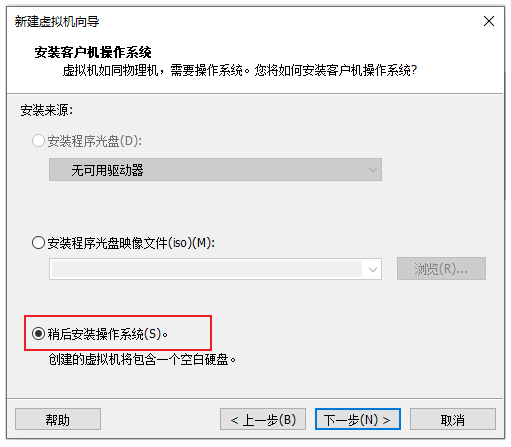 新建虚拟机向导
安装客户机操作系统
虚拟机如同物理机，需要操作系统。您将如何安装客户机操作系统?
安装来源:
安装程序光盘(D):
无可用驱动器
安装程序光盘映像文件(iso)(M):
浏览(R)...
稍后安装操作系统(S)。
创建的虚拟机将包含一个空白硬盘。
帮助
< 上一步(B)
下一步(N) >
取消